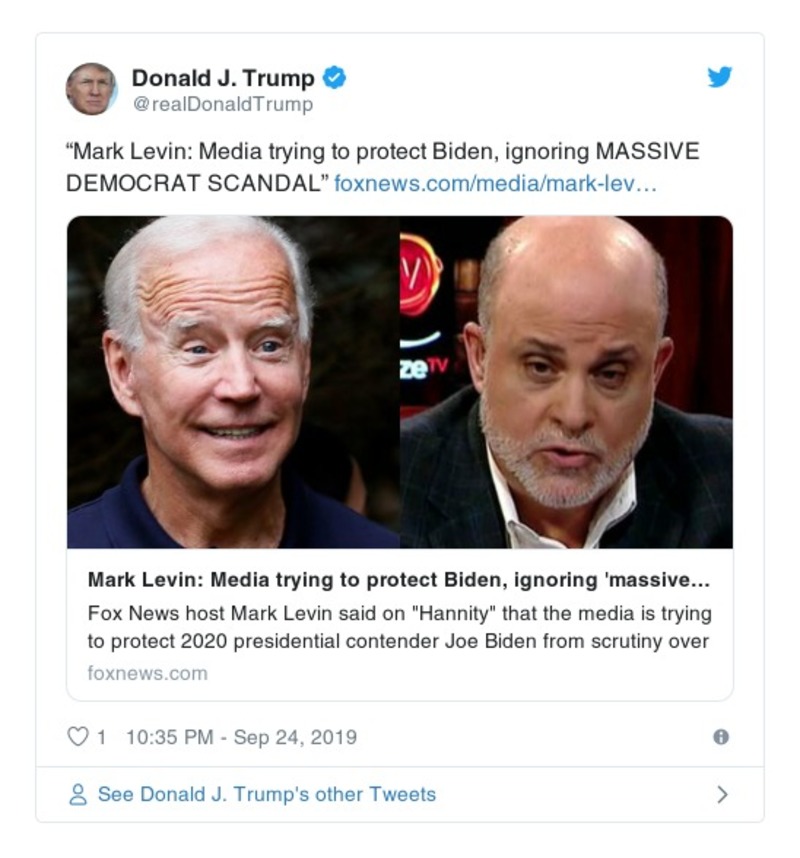 Donald J. Trump
@realDonaldTrump
“Mark Levin: Media trying to protect Biden, ignoring MASSIVE
DEMOCRAT SCANDAL” foxnews.com/media/mark-lev…
V
ze TV
Mark Levin: Media trying to protect Biden, ignoring 'massive...
Fox News host Mark Levin said on "Hannity" that the media is trying
to protect 2020 presidential contender Joe Biden from scrutiny over
foxnews.com
1 10:35 PM - Sep 24, 2019
See Donald J. Trump's other Tweets